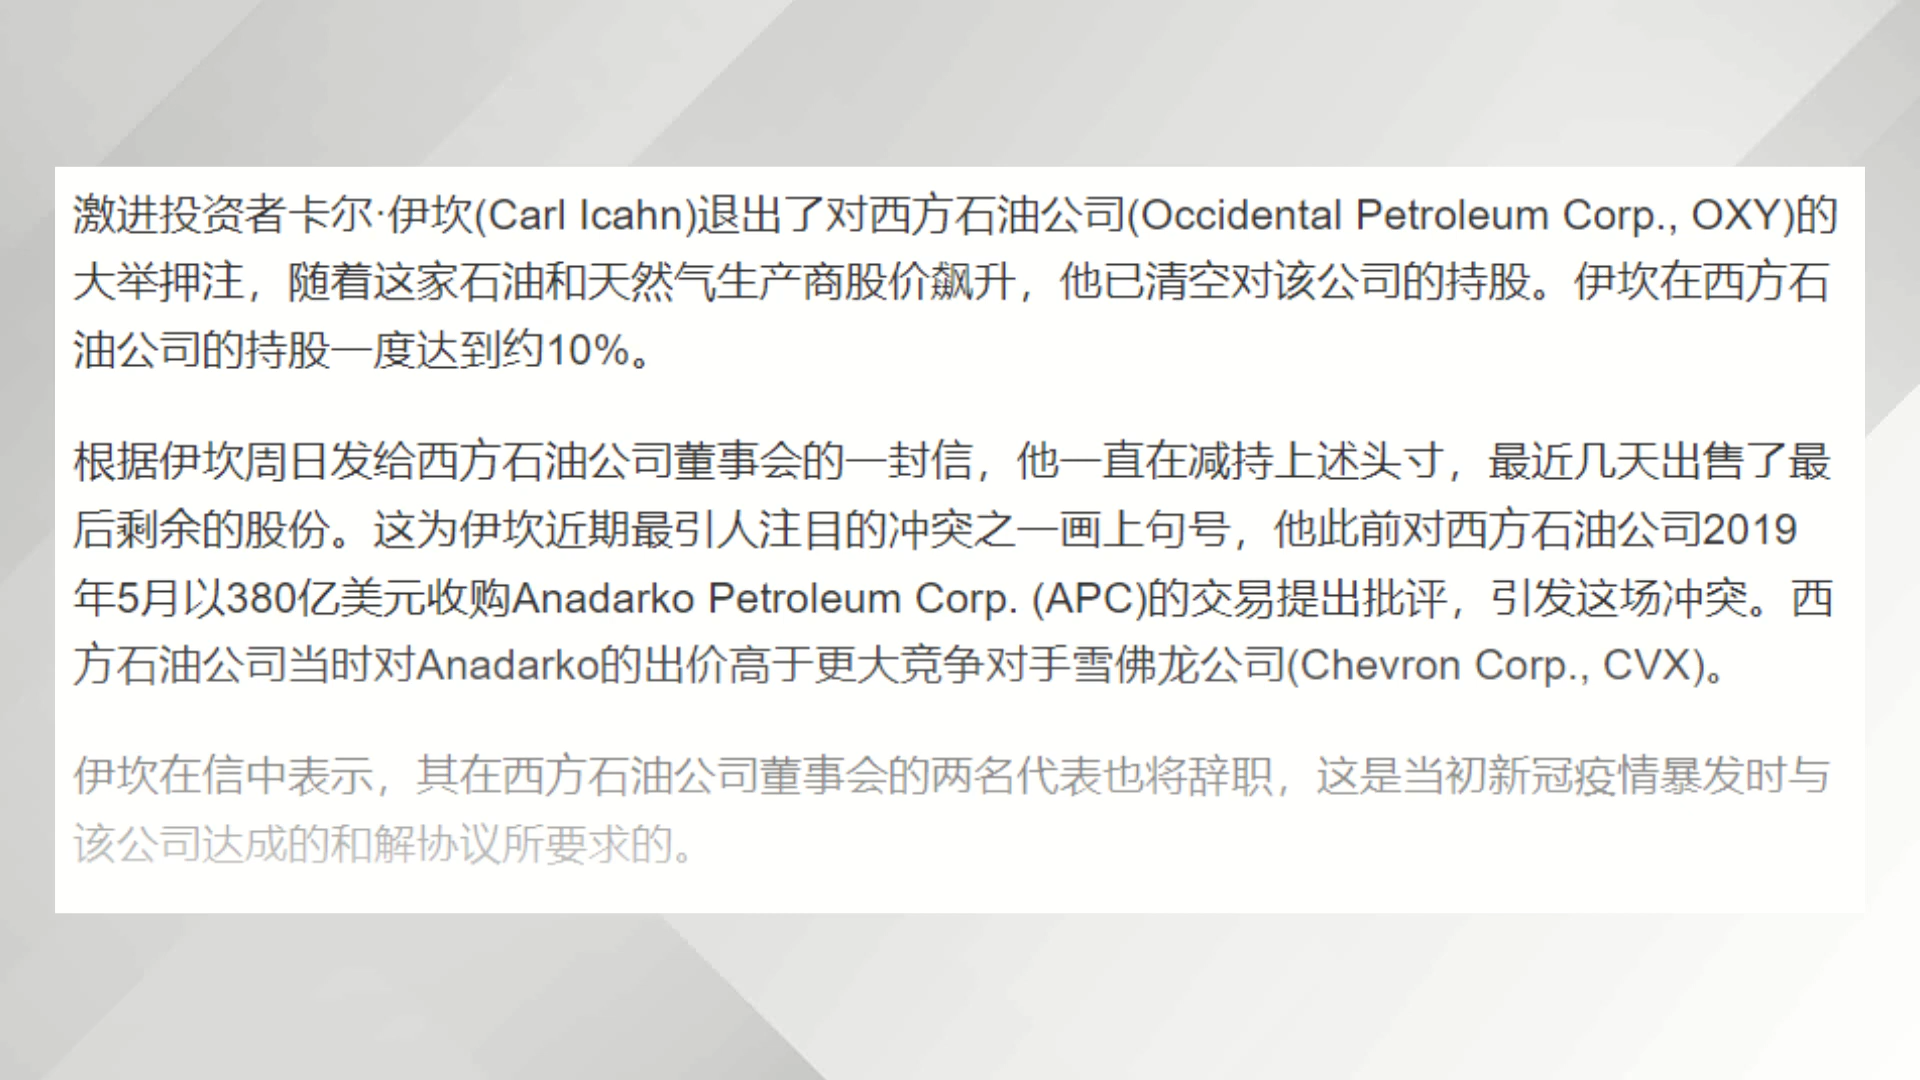 激进投资者卡尔·伊坎(Carl Icahn)退出了对西方石油公司(Occidental Petroleum Corp., OXY)的
大举押注，随着这家石油和天然气生产商股价飙升，他已清空对该公司的持股。伊坎在西方石
油公司的持股一度达到约10%。
根据伊坎周日发给西方石油公司董事会的一封信，他一直在减持上述头寸，最近几天出售了最
后剩余的股份。这为伊坎近期最引人注目的冲突之一画上句号，他此前对西方石油公司2019
年5月以380亿美元收购Anadarko Petroleum Corp. (APC)的交易提出批评，引发这场冲突。西
方石油公司当时对Anadarko的出价高于更大竞争对手雪佛龙公司(Chevron Corp., CVX)。
伊坎在信中表示，其在西方石油公司董事会的两名代表也将辞职，这是当初新冠疫情暴发时与
该公司达成的和解协议所要求的。